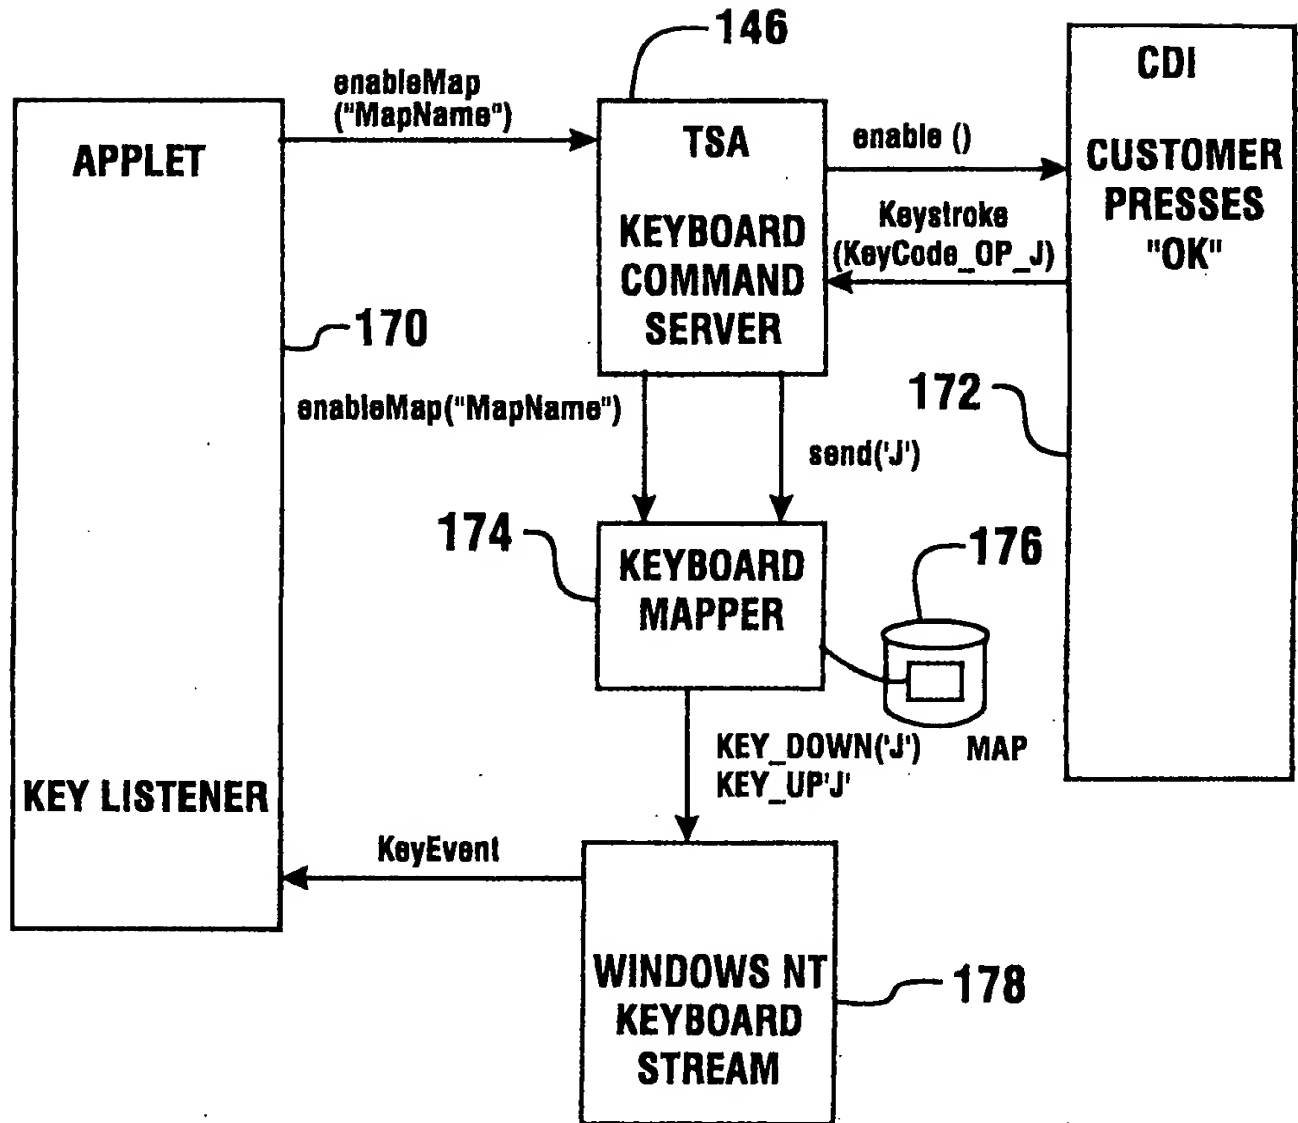 146
CDI
enableMap
("MapName")
APPLET
TSA
enable ()
CUSTOMER
PRESSES
"OK"
KEYBOARD
COMMAND
SERVER
Keystroke
(KeyCode_OP_J)
170
172
enableMap("MapName")
send('J')
174
KEYBOARD
MAPPER
176
KEY_DOWN('J')
KEY_UP'J'
MAP
KEY LISTENER
KeyEvent
WINDOWS NT
KEYBOARD
STREAM
178